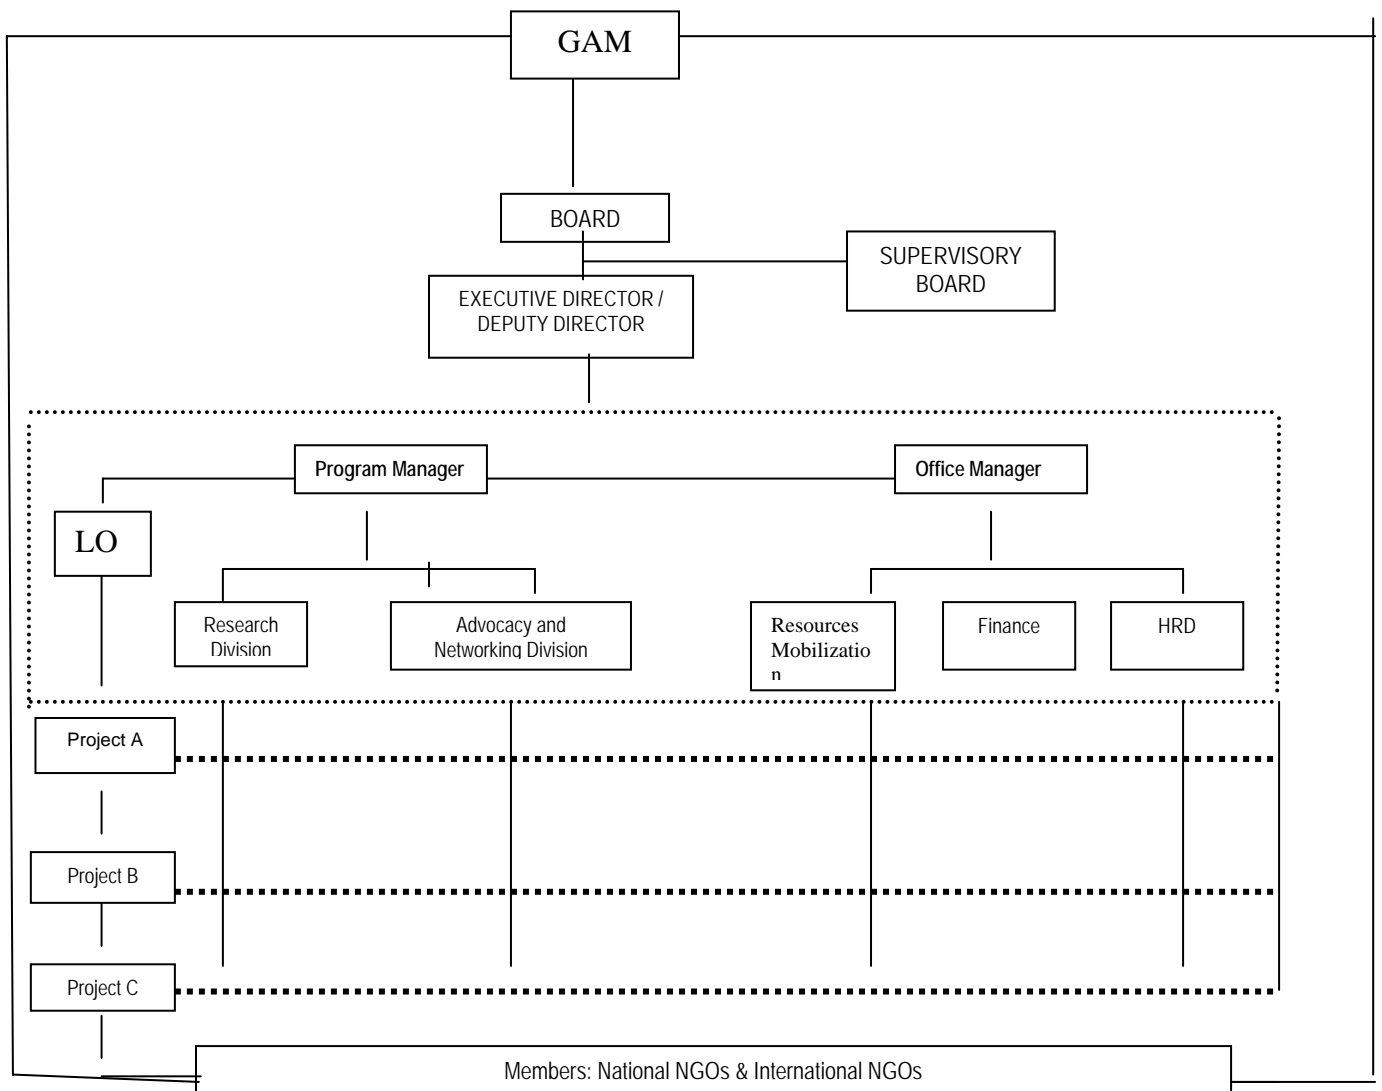 GAM
BOARD
SUPERVISORY
BOARD
EXECUTIVE DIRECTOR /
DEPUTY DIRECTOR
Program Manager
Office Manager
LO
Research
Division
Advocacy and
Networking Division
Resources
Mobilizatio
n
Finance
HRD
Project A
Project B
Project C
Members: National NGOs & International NGOs